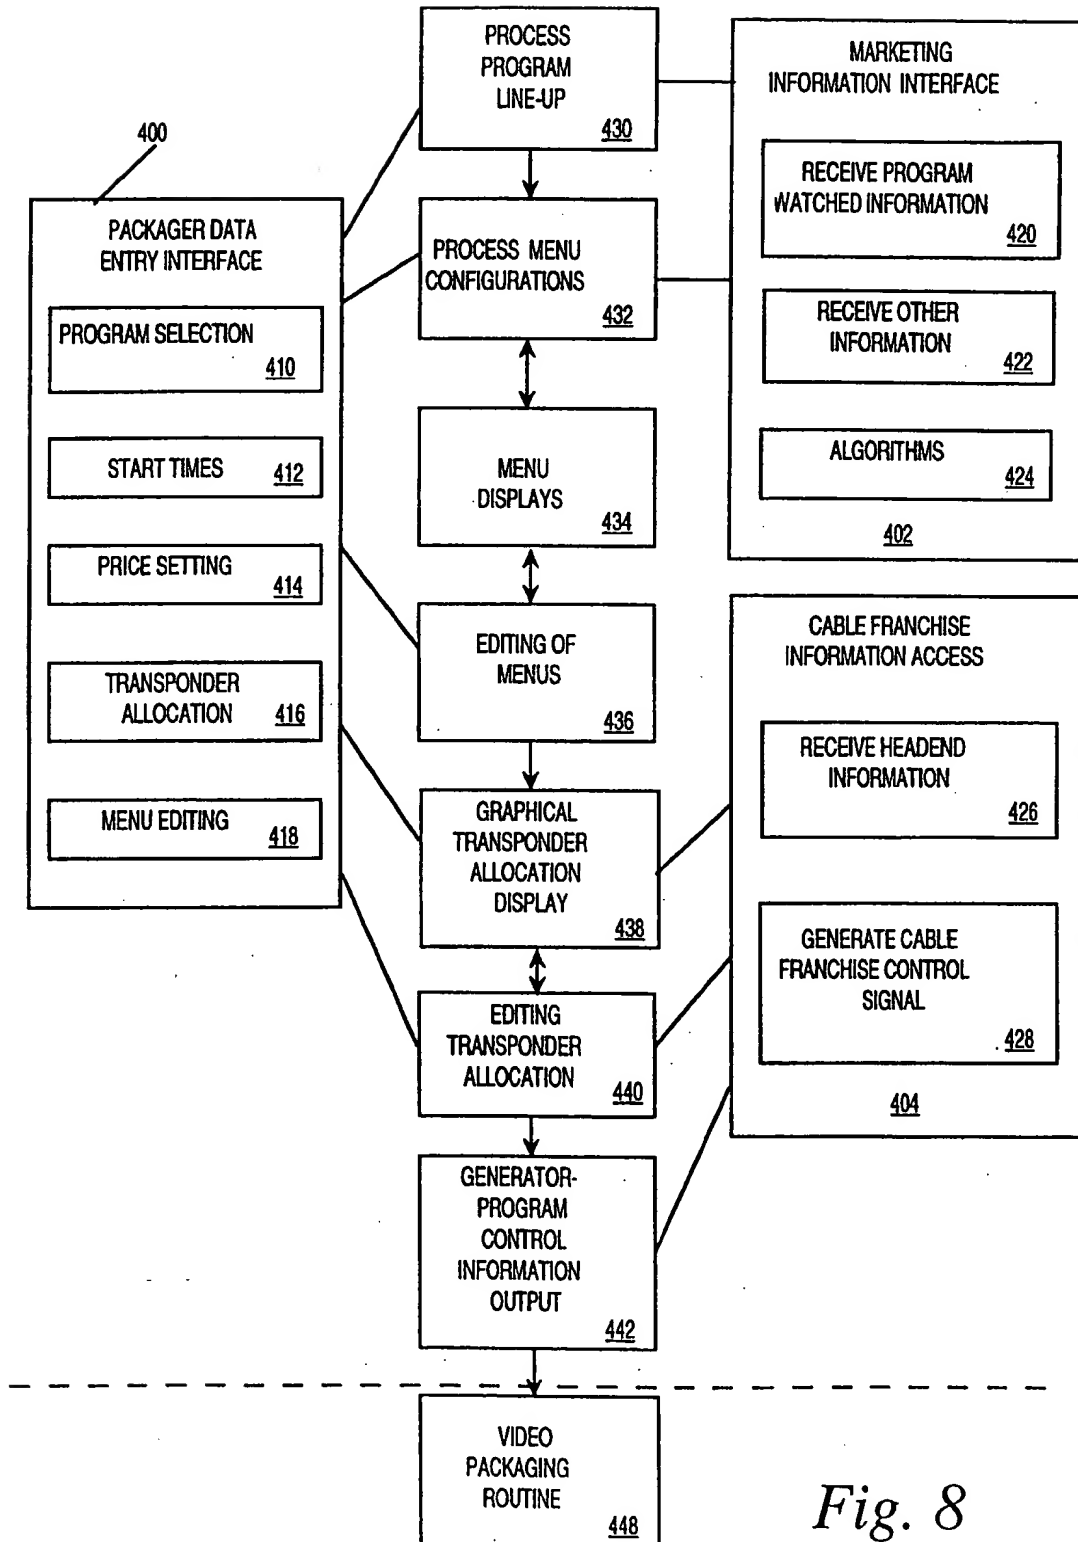 400
PACKAGER DATA
ENTRY INTERFACE
PROGRAM SELECTION
410
START TIMES
412
PRICE SETTING
414
TRANSPONDER
ALLOCATION
416
MENU EDITING
418
PROCESS
PROGRAM
LINE-UP
430
PROCESS MENU
CONFIGURATIONS
432
MENU
DISPLAYS
434
EDITING OF
MENUS
436
GRAPHICAL
TRANSPONDER
ALLOCATION
DISPLAY
438
EDITING
TRANSPONDER
ALLOCATION
440
GENERATOR-
PROGRAM
CONTROL
INFORMATION
OUTPUT
442
VIDEO
PACKAGING
ROUTINE
448
MARKETING
INFORMATION INTERFACE
RECEIVE PROGRAM
WATCHED INFORMATION
420
RECEIVE OTHER
INFORMATION
422
ALGORITHMS
424
402
CABLE FRANCHISE
INFORMATION ACCESS
RECEIVE HEADEND
INFORMATION
426
GENERATE CABLE
FRANCHISE CONTROL
SIGNAL
428
404
Fig. 8